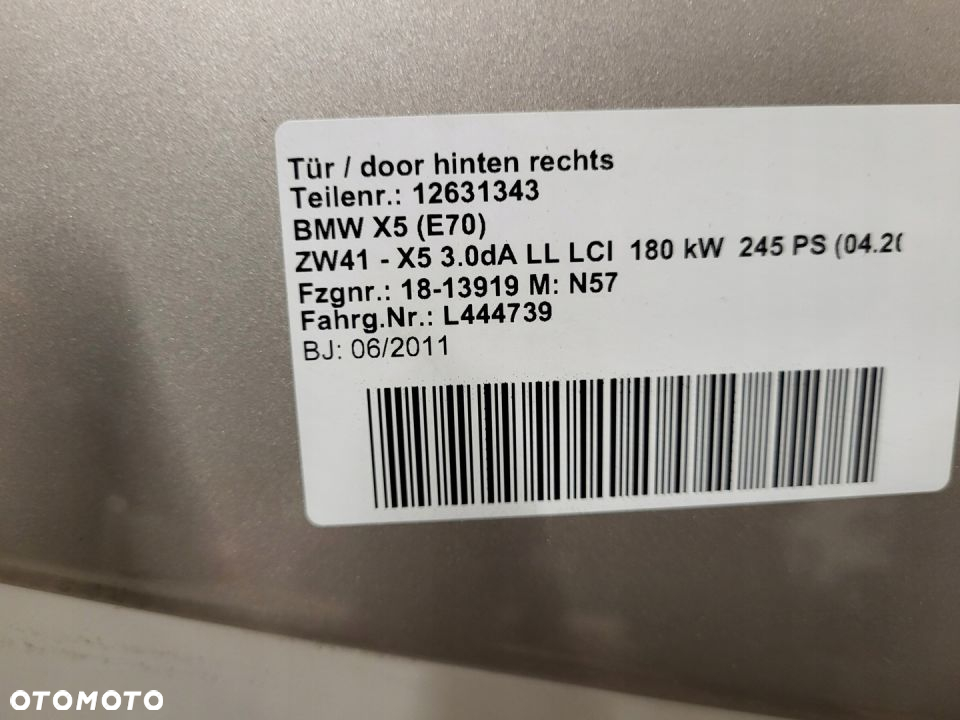 Tür / door hinten rechts
Teilenr.: 12631343
BMW X5 (E70)
ZW41 - X5 3.0dA LL LCI 180 kW 245 PS (04.20
Fzgnr.: 18-13919 M: N57
Fahrg.Nr.: L444739
BJ: 06/2011
OTOMOTO